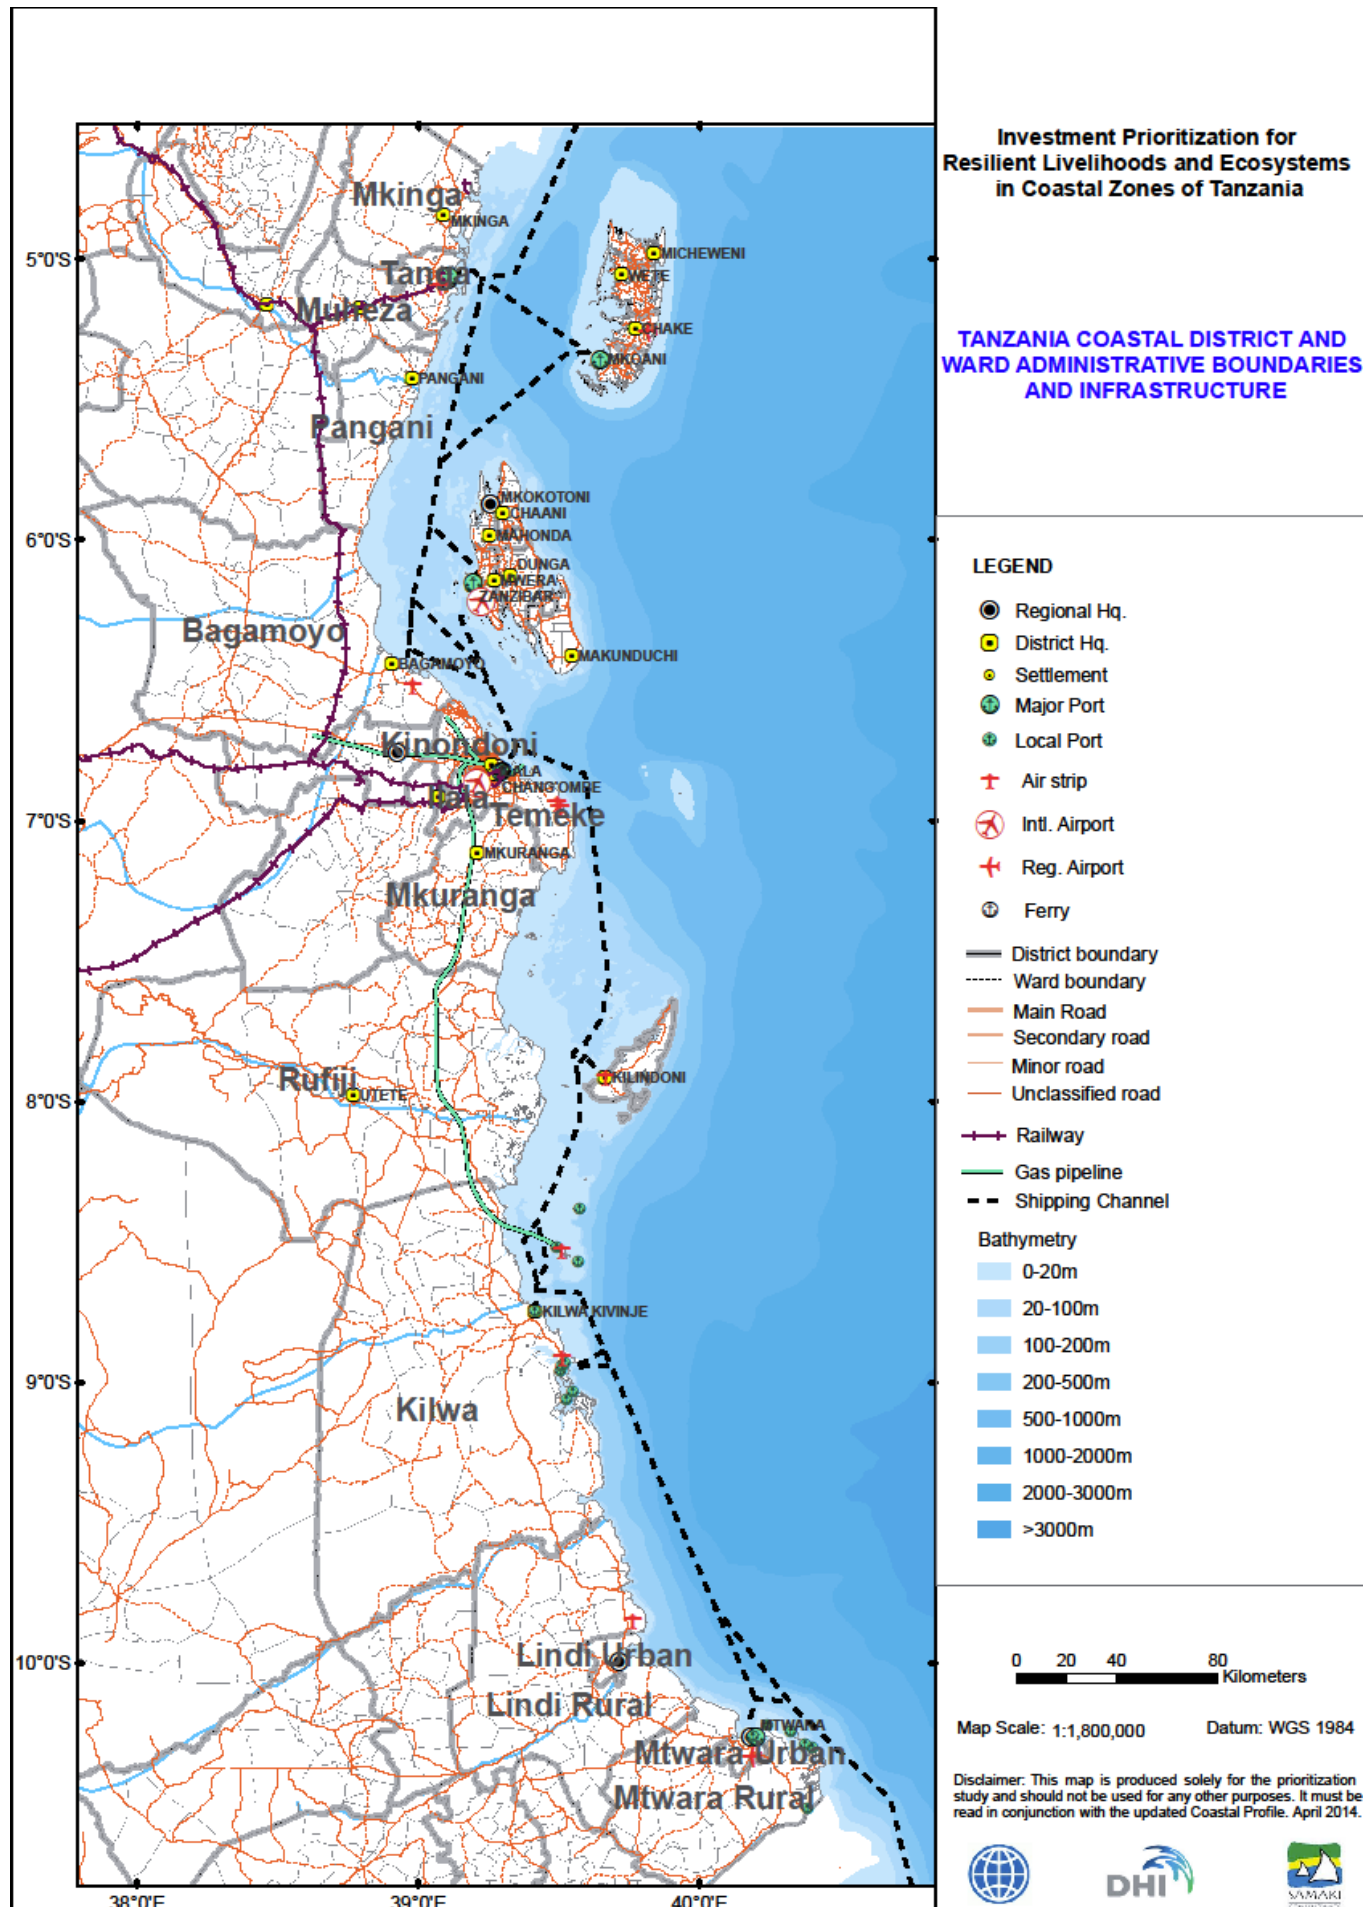 Investment Prioritization for
Resilient Livelihoods and Ecosystems
in Coastal Zones of Tanzania
TANZANIA COASTAL DISTRICT AND
WARD ADMINISTRATIVE BOUNDARIES
AND INFRASTRUCTURE
LEGEND
Regional Hq.
District Hq.
Settlement
Major Port
Local Port
Air strip
Intl. Airport
Reg. Airport
Ferry
District boundary
Ward boundary
Main Road
Secondary road
Minor road
Unclassified road
Railway
Gas pipeline
Shipping Channel
Bathymetry
0-20m
20-100m
100-200m
200-500m
500-1000m
1000-2000m
2000-3000m
>3000m
0 20 40 80
Kilometers
Map Scale: 1:1,800,000 Datum: WGS 1984
Disclaimer: This map is produced solely for the prioritization
study and should not be used for any other purposes. It must be
read in conjunction with the updated Coastal Profile. April 2014.
DHI
SAMAKI
Mkinga
MKINGA
5°0'S
MICHEWENI
Tanga
WETE
Muheza
CHAKE
MKOANI
PANGANI
Pangani
MKOKOTONI
CHAANI
6°0'S
MAHONDA
DUNGA
MWERA
ZANZIBAR
Bagamoyo
MAKUNDUCHI
BAGAMOYO
Kinondoni
CHANG'OMBE
Ilala
Temeke
7°0'S
MKURANGA
Mkuranga
KILINDONI
Rufiji
UTETE
8°0'S
KILWA KIVINJE
9°0'S
Kilwa
Lindi Urban
10°0'S
Lindi Rural
MTWARA
Mtwara Urban
Mtwara Rural
38°0'E 39°0'E 40°0'E